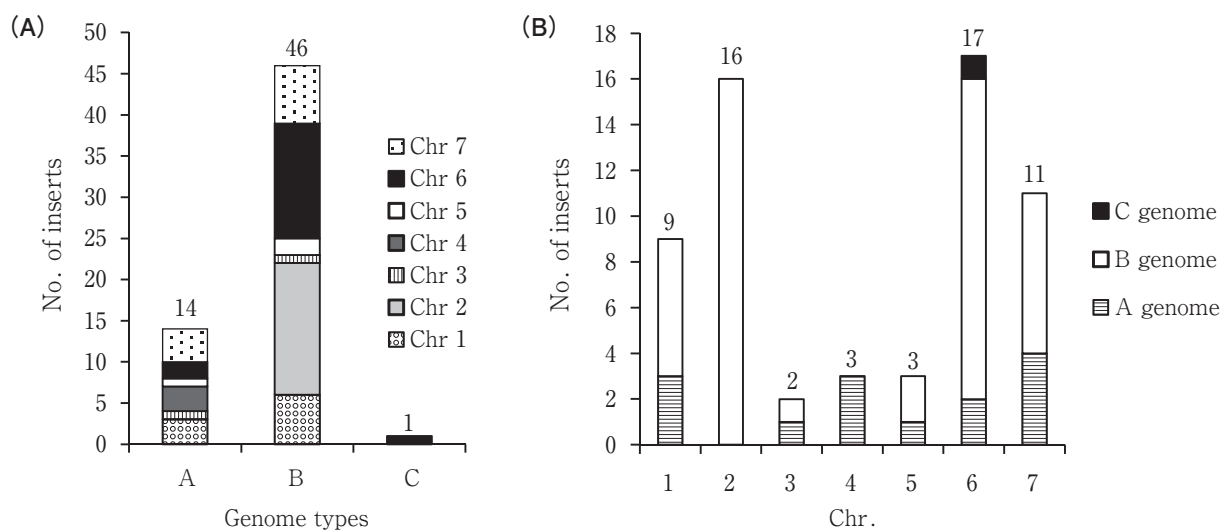 (A)
No. of inserts
50
45
40
35
30
25
20
15
10
5
0
14
46
1
A
B
C
Genome types
Chr 7
Chr 6
Chr 5
Chr 4
Chr 3
Chr 2
Chr 1
(B)
No. of inserts
18
16
14
12
10
8
6
4
2
0
9
16
2
3
3
17
11
1
2
3
4
5
6
7
Chr.
C genome
B genome
A genome